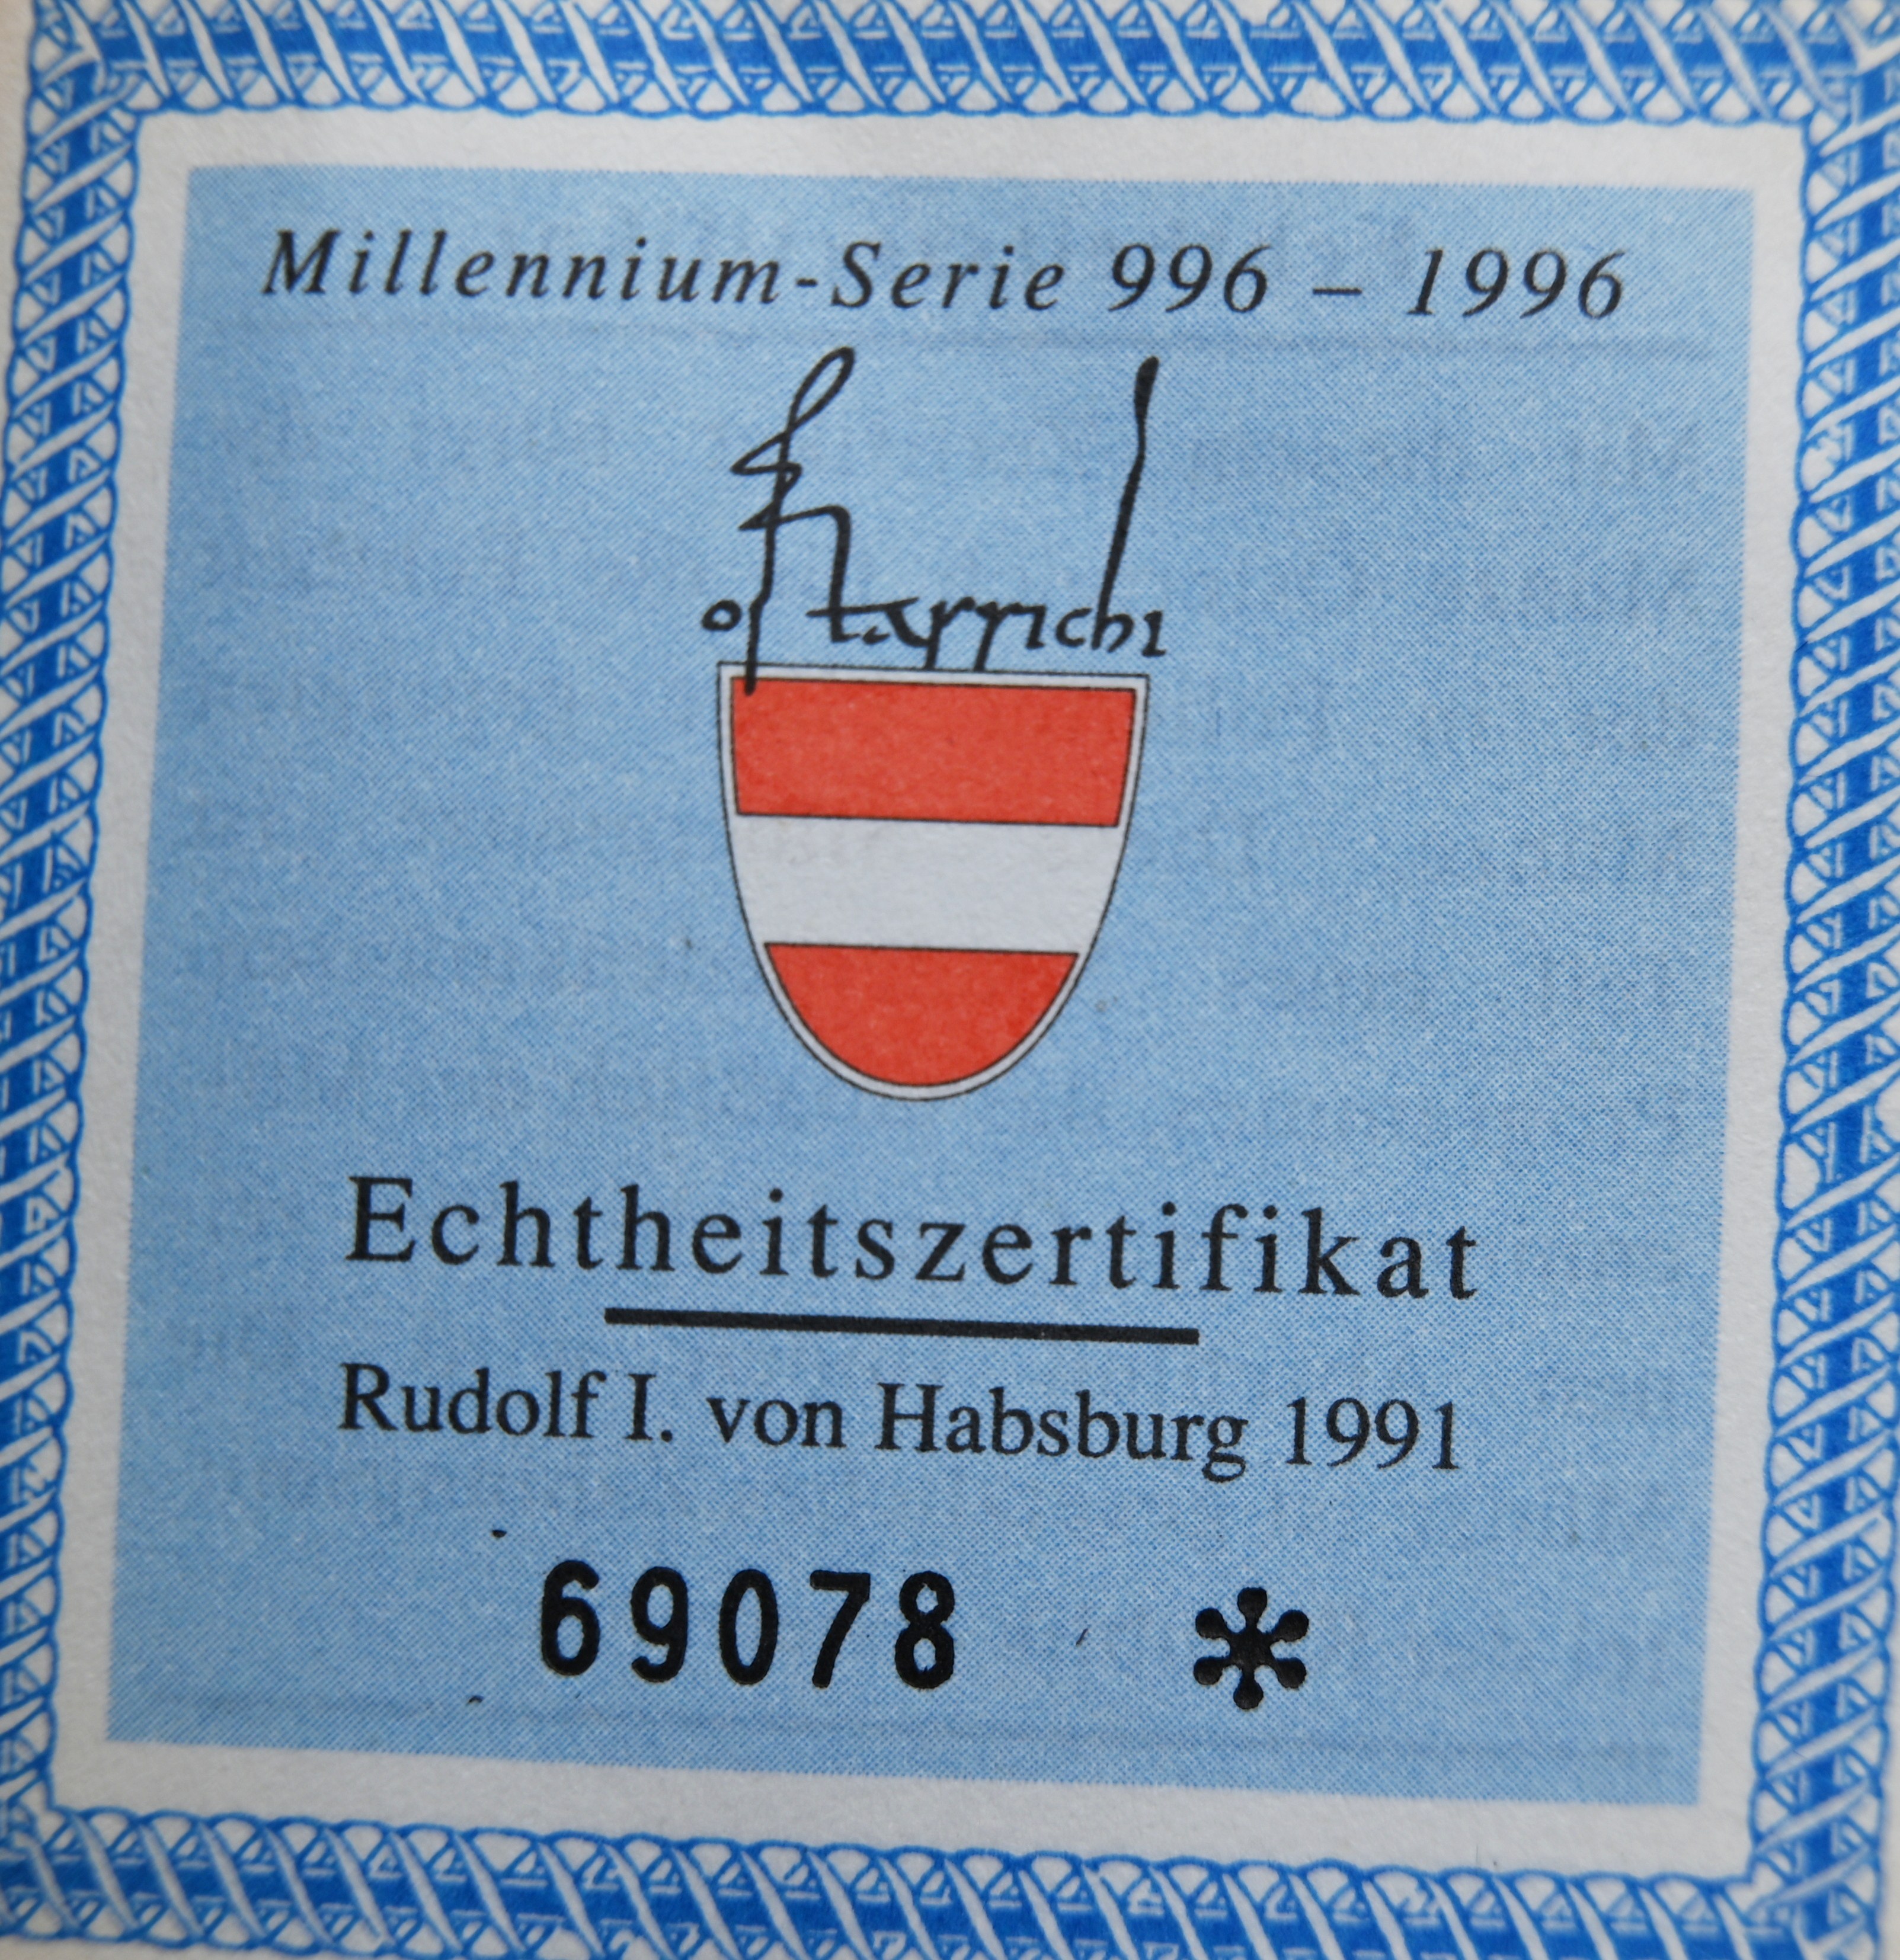 Millennium-Serie 996 – 1996
ostarrichi
Echtheitszertifikat
Rudolf I. von Habsburg 1991
69078 *